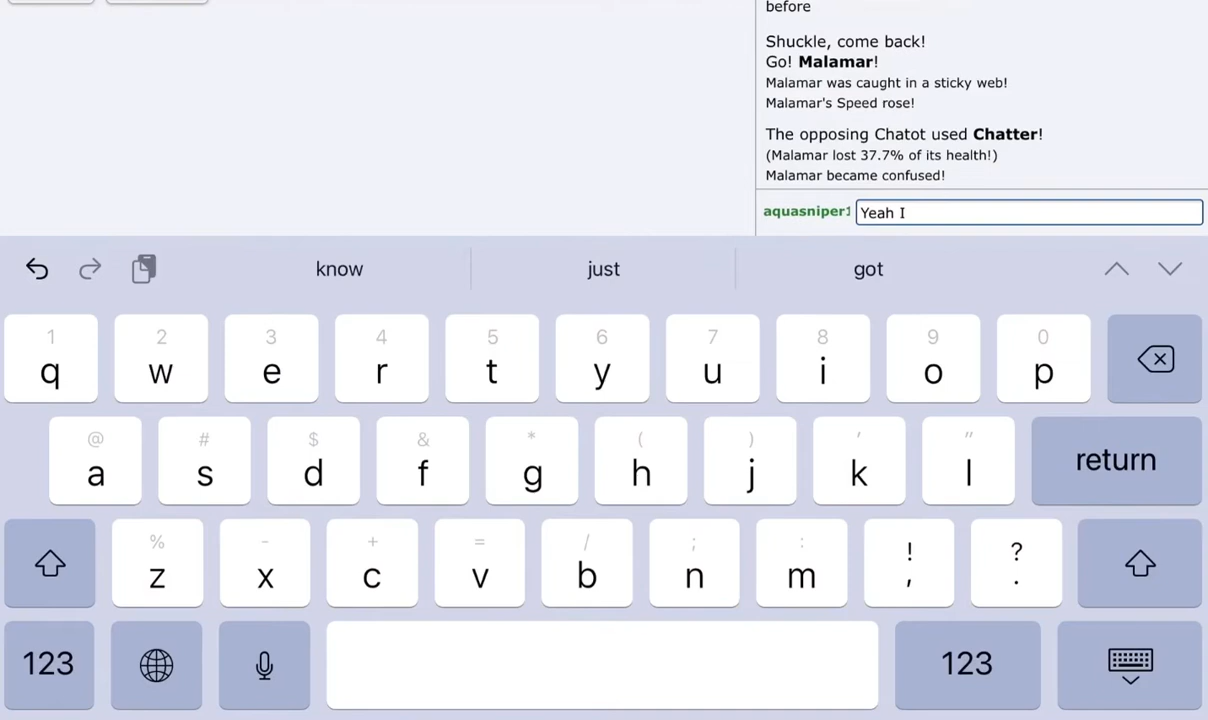 before
Shuckle, come back!
Go! Malamar!
Malamar was caught in a sticky web!
Malamar's Speed rose!
The opposing Chatot used Chatter!
(Malamar lost 37.7% of its health!)
Malamar became confused!
aquasniper1 Yeah I
know just got
1 2 3 4 5 6 7 8 9 0
q w e r t y u i o p
@ # $ & * ( ) ' "
a s d f g h j k l return
% - + = / ; : ! ?
z x c v b n m , .
123 123